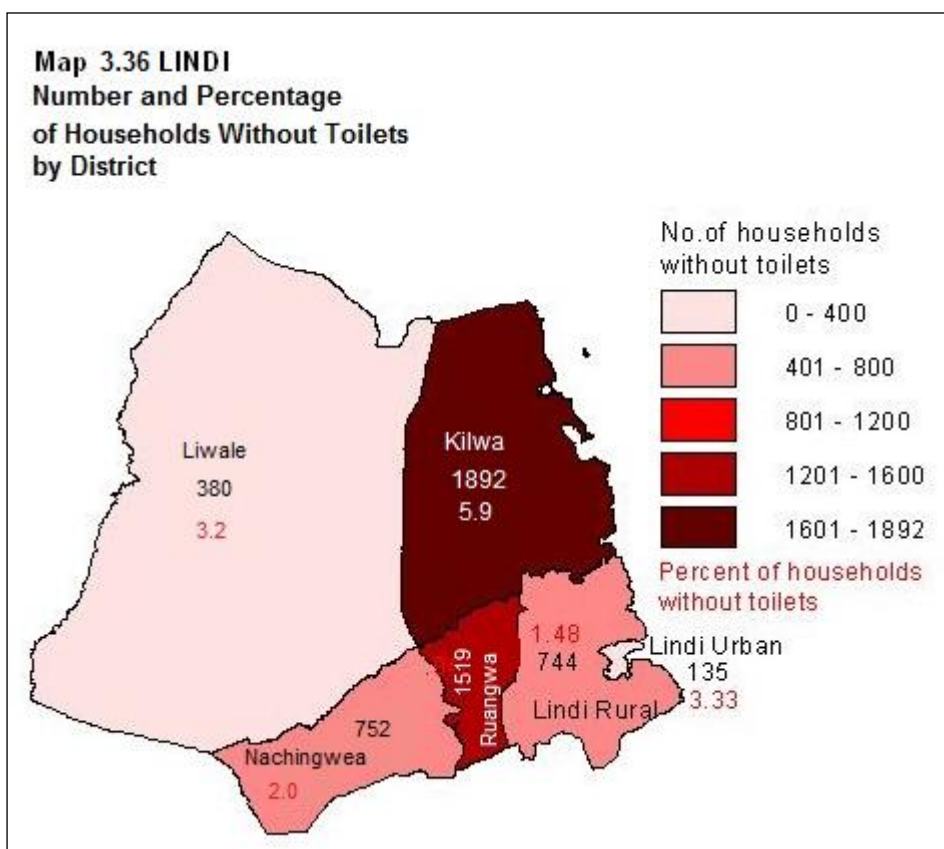 Map 3.36 LINDI
Number and Percentage
of Households Without Toilets
by District
No.of households
without toilets
0 - 400
401 - 800
801 - 1200
1201 - 1600
1601 - 1892
Percent of households
without toilets
Liwale
380
3.2
Kilwa
1892
5.9
1519
Ruangwa
1.48
744
Lindi Rural
Lindi Urban
135
3.33
752
Nachingwea
2.0